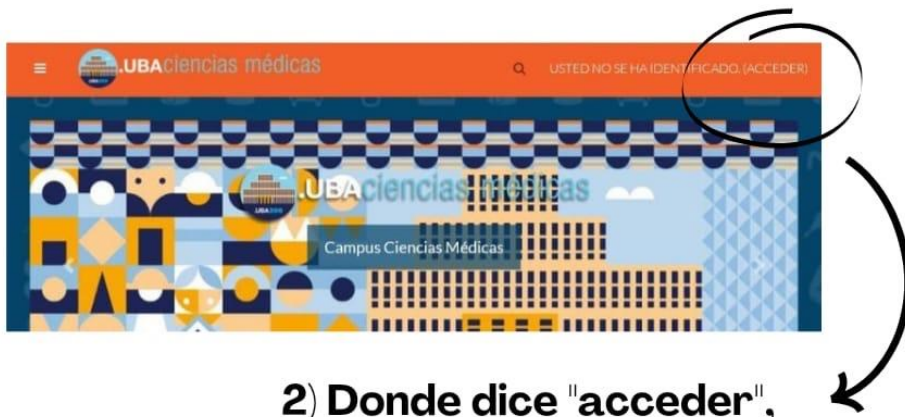 .UBAciencias médicas
USTED NO SE HA IDENTIFICADO. (ACCEDER)
.UBAciencias médicas
Campus Ciencias Médicas
2) Donde dice "acceder",